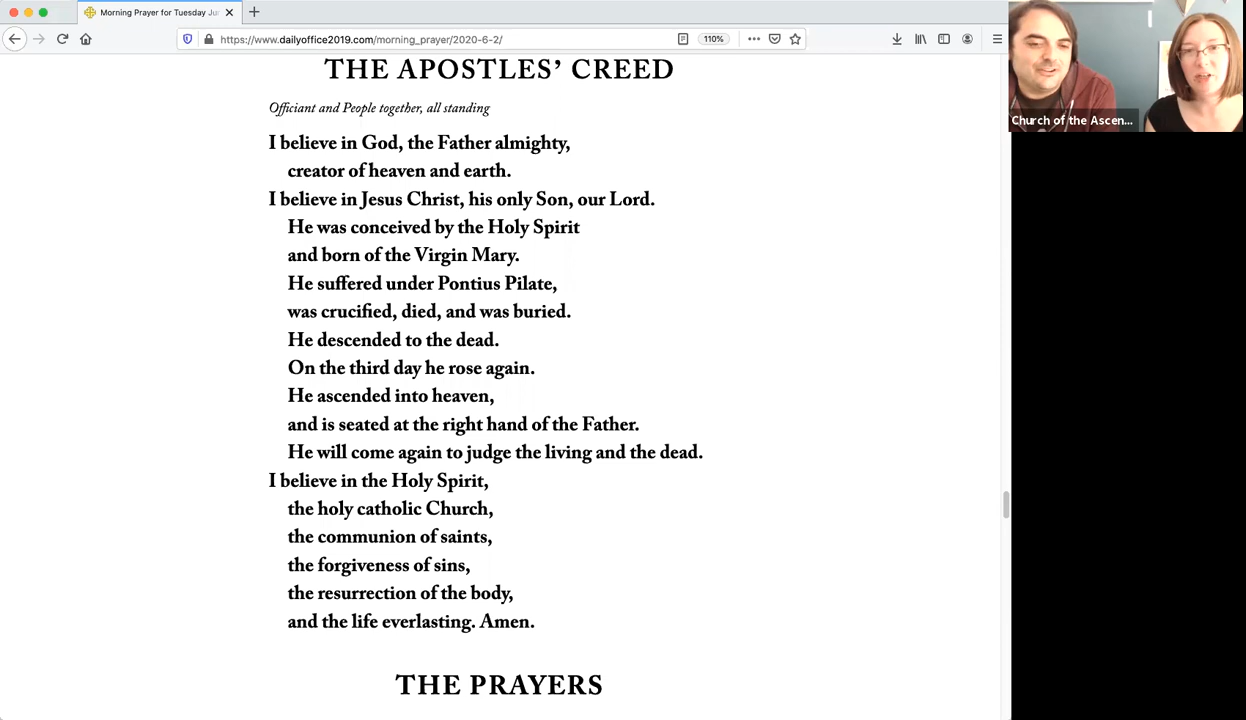 Morning Prayer for Tuesday Ju
https://www.dailyoffice2019.com/morning_prayer/2020-6-2/
110%
THE APOSTLES’ CREED
Officiant and People together, all standing
I believe in God, the Father almighty,
creator of heaven and earth.
I believe in Jesus Christ, his only Son, our Lord.
He was conceived by the Holy Spirit
and born of the Virgin Mary.
He suffered under Pontius Pilate,
was crucified, died, and was buried.
He descended to the dead.
On the third day he rose again.
He ascended into heaven,
and is seated at the right hand of the Father.
He will come again to judge the living and the dead.
I believe in the Holy Spirit,
the holy catholic Church,
the communion of saints,
the forgiveness of sins,
the resurrection of the body,
and the life everlasting. Amen.
THE PRAYERS
Church of the Ascen...